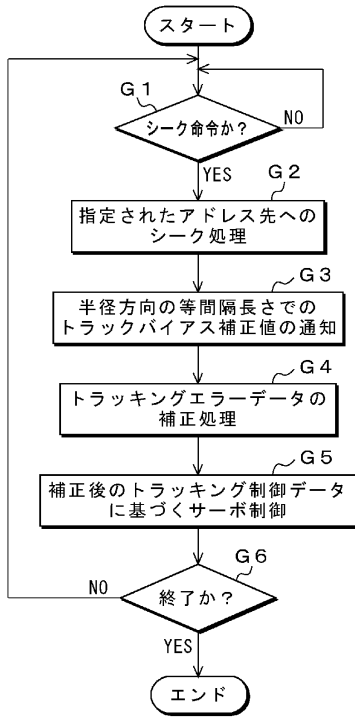 スタート
G1
シーク命令か?
NO
YES
G2
指定されたアドレス先への
シーク処理
G3
半径方向の等間隔長さでの
トラックバイアス補正値の通知
G4
トラッキングエラーデータの
補正処理
G5
補正後のトラッキング制御データ
に基づくサーボ制御
G6
NO
終了か?
YES
エンド